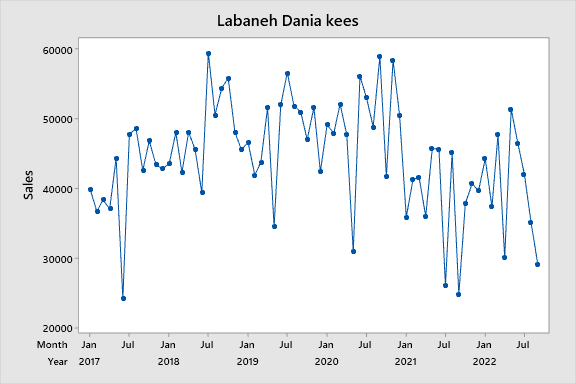 Labaneh Dania kees
60000
50000
40000
30000
20000
Sales
Month Jan Jul Jan Jul Jan Jul Jan Jul Jan Jul Jan Jul
Year 2017 2018 2019 2020 2021 2022